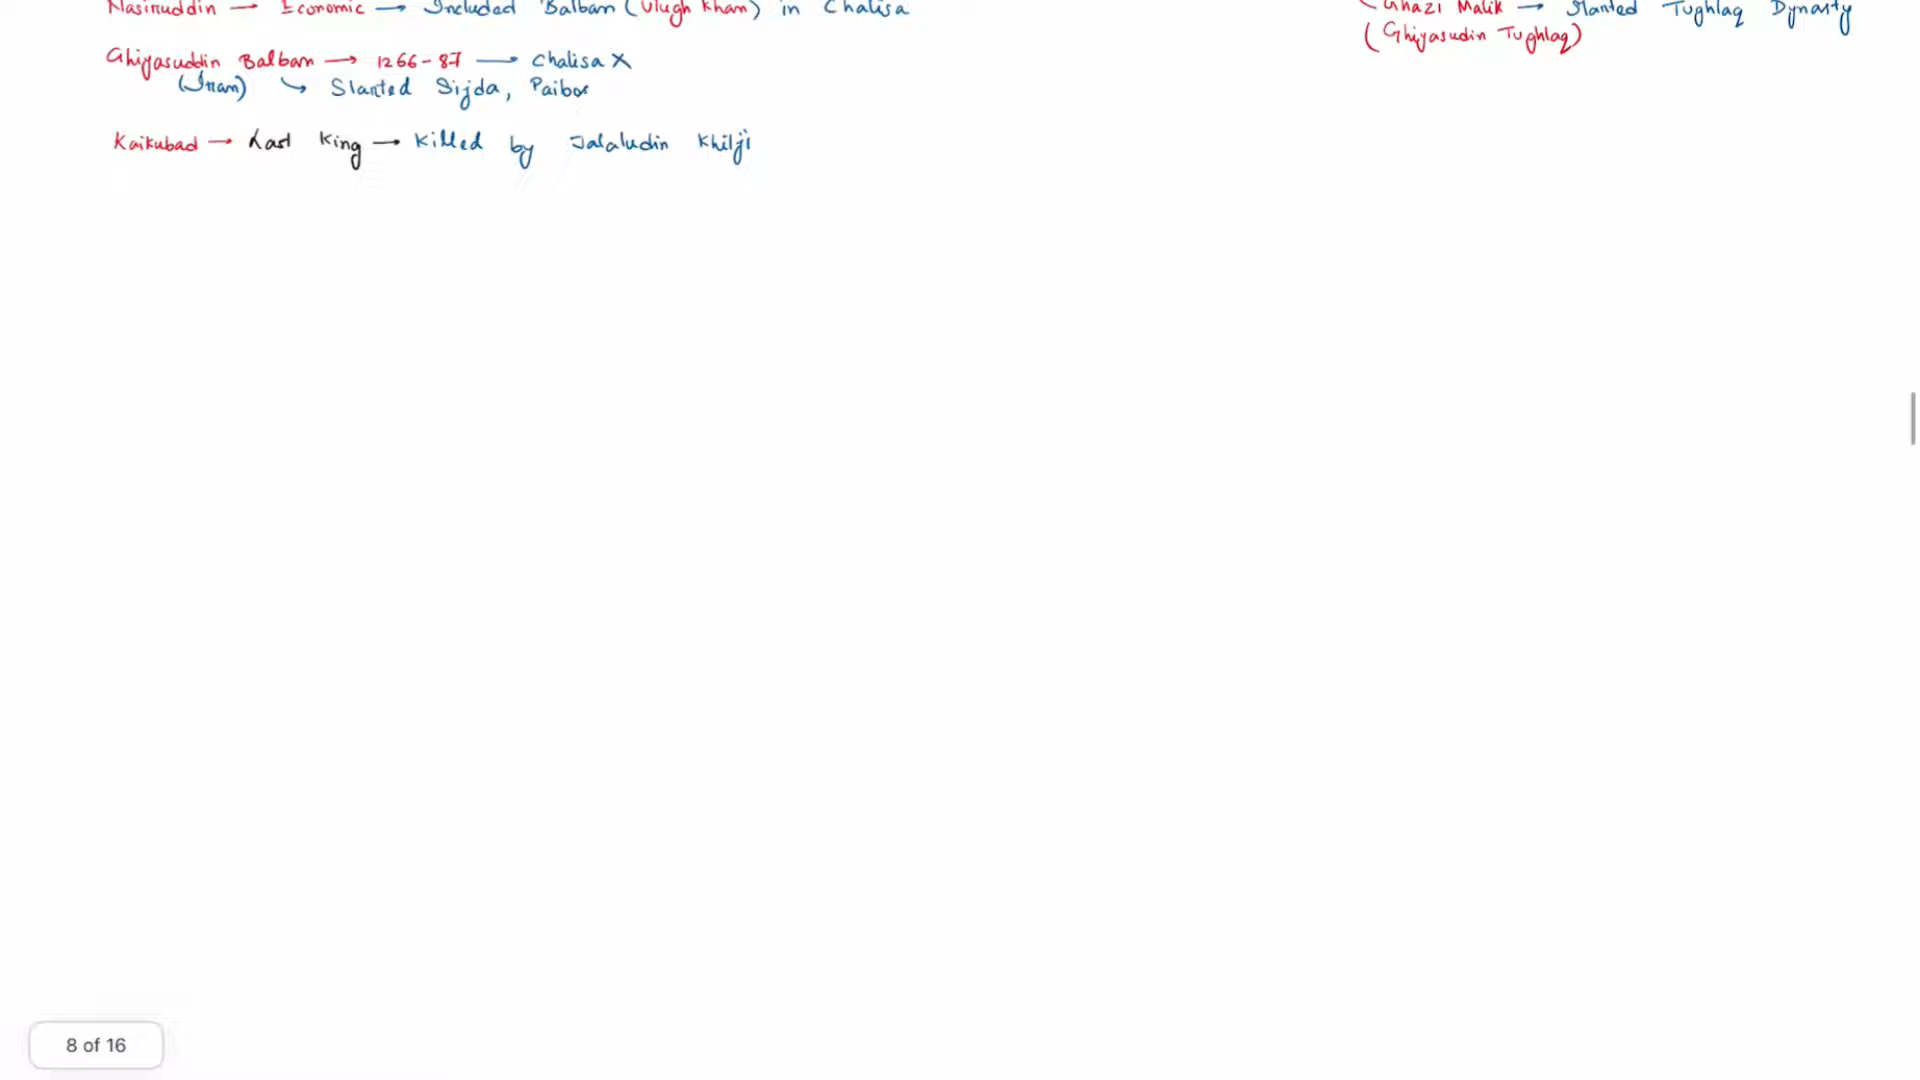 Nasiruddin → Economic → Included Balban (Ulugh Khan) in Chalisa
Ghiyasuddin Balban → 1266-87 → Chalisa X
(Iran) ↳ Started Sijda, Paibos
Kaikubad → Last King → Killed by Jalaludin Khilji
Ghazi Malik → Started Tughlaq Dynasty
(Ghiyasudin Tughlaq)
8 of 16